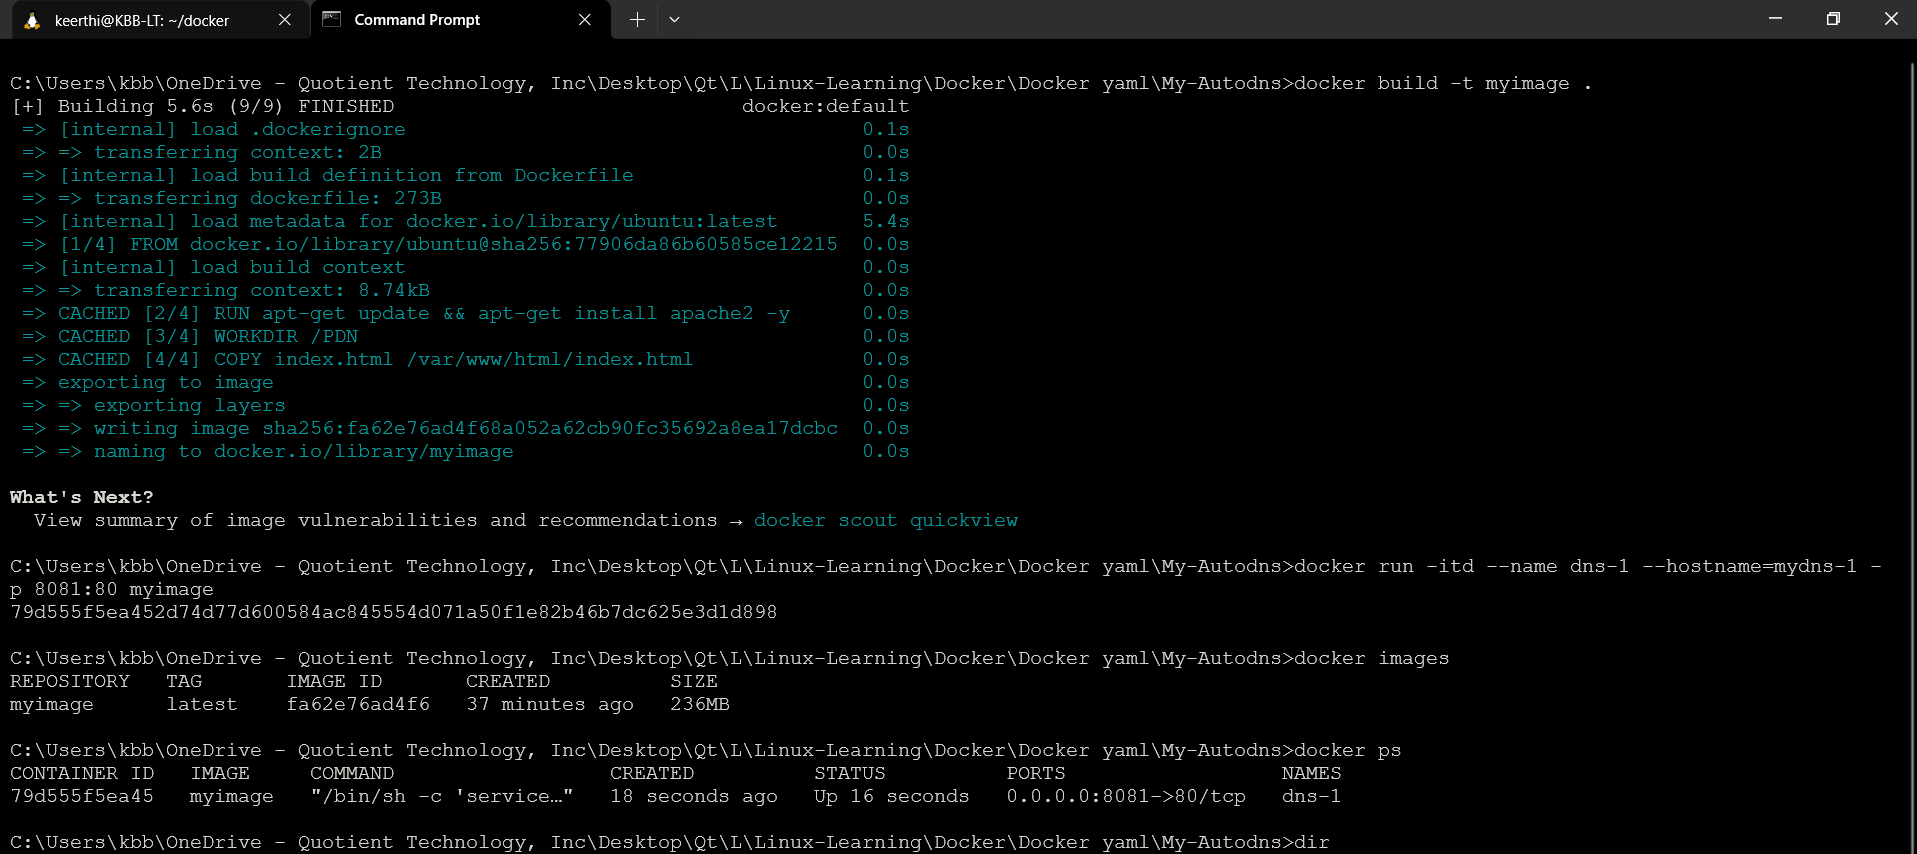 keerthi@KBB-LT: ~/docker
Command Prompt
C:\Users\kbb\OneDrive - Quotient Technology, Inc\Desktop\Qt\L\Linux-Learning\Docker\Docker yaml\My-Autodns>docker build -t myimage .
[+] Building 5.6s (9/9) FINISHED docker:default
=> [internal] load .dockerignore 0.1s
=> => transferring context: 2B 0.0s
=> [internal] load build definition from Dockerfile 0.1s
=> => transferring dockerfile: 273B 0.0s
=> [internal] load metadata for docker.io/library/ubuntu:latest 5.4s
=> [1/4] FROM docker.io/library/ubuntu@sha256:77906da86b60585ce12215 0.0s
=> [internal] load build context 0.0s
=> => transferring context: 8.74kB 0.0s
=> CACHED [2/4] RUN apt-get update && apt-get install apache2 -y 0.0s
=> CACHED [3/4] WORKDIR /PDN 0.0s
=> CACHED [4/4] COPY index.html /var/www/html/index.html 0.0s
=> exporting to image 0.0s
=> => exporting layers 0.0s
=> => writing image sha256:fa62e76ad4f68a052a62cb90fc35692a8ea17dcbc 0.0s
=> => naming to docker.io/library/myimage 0.0s
What's Next?
View summary of image vulnerabilities and recommendations → docker scout quickview
C:\Users\kbb\OneDrive - Quotient Technology, Inc\Desktop\Qt\L\Linux-Learning\Docker\Docker yaml\My-Autodns>docker run -itd --name dns-1 --hostname=mydns-1 -
p 8081:80 myimage
79d555f5ea452d74d77d600584ac845554d071a50f1e82b46b7dc625e3d1d898
C:\Users\kbb\OneDrive - Quotient Technology, Inc\Desktop\Qt\L\Linux-Learning\Docker\Docker yaml\My-Autodns>docker images
REPOSITORY TAG IMAGE ID CREATED SIZE
myimage latest fa62e76ad4f6 37 minutes ago 236MB
C:\Users\kbb\OneDrive - Quotient Technology, Inc\Desktop\Qt\L\Linux-Learning\Docker\Docker yaml\My-Autodns>docker ps
CONTAINER ID IMAGE COMMAND CREATED STATUS PORTS NAMES
79d555f5ea45 myimage "/bin/sh -c 'service…" 18 seconds ago Up 16 seconds 0.0.0.0:8081->80/tcp dns-1
C:\Users\kbb\OneDrive - Quotient Technology, Inc\Desktop\Qt\L\Linux-Learning\Docker\Docker yaml\My-Autodns>dir